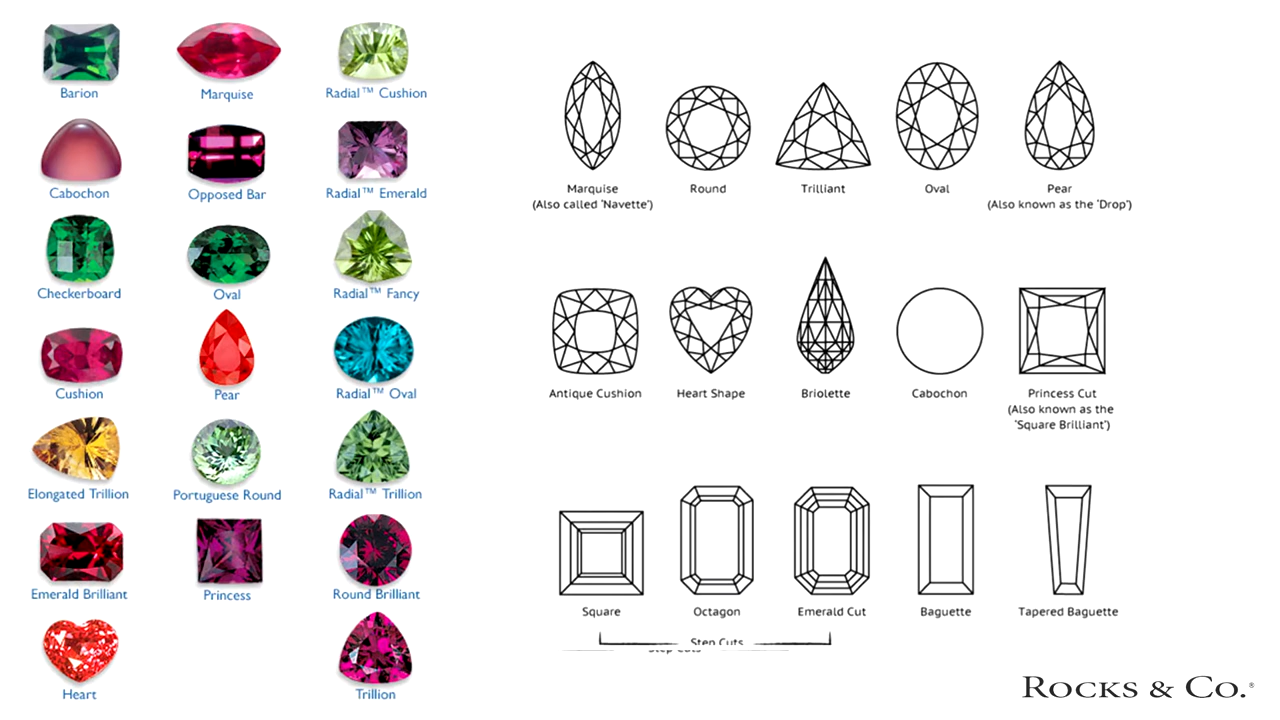 Barion
Marquise
Radial™ Cushion
Cabochon
Opposed Bar
Radial™ Emerald
Checkerboard
Oval
Radial™ Fancy
Cushion
Pear
Radial™ Oval
Elongated Trillion
Portuguese Round
Radial™ Trillion
Emerald Brilliant
Princess
Round Brilliant
Heart
Trillion
Marquise
(Also called ‘Navette’)
Round
Trilliant
Oval
Pear
(Also known as the ‘Drop’)
Antique Cushion
Heart Shape
Briolette
Cabochon
Princess Cut
(Also known as the
‘Square Brilliant’)
Square
Octagon
Emerald Cut
Baguette
Tapered Baguette
Step Cuts
Step Cuts
ROCKS & CO.®